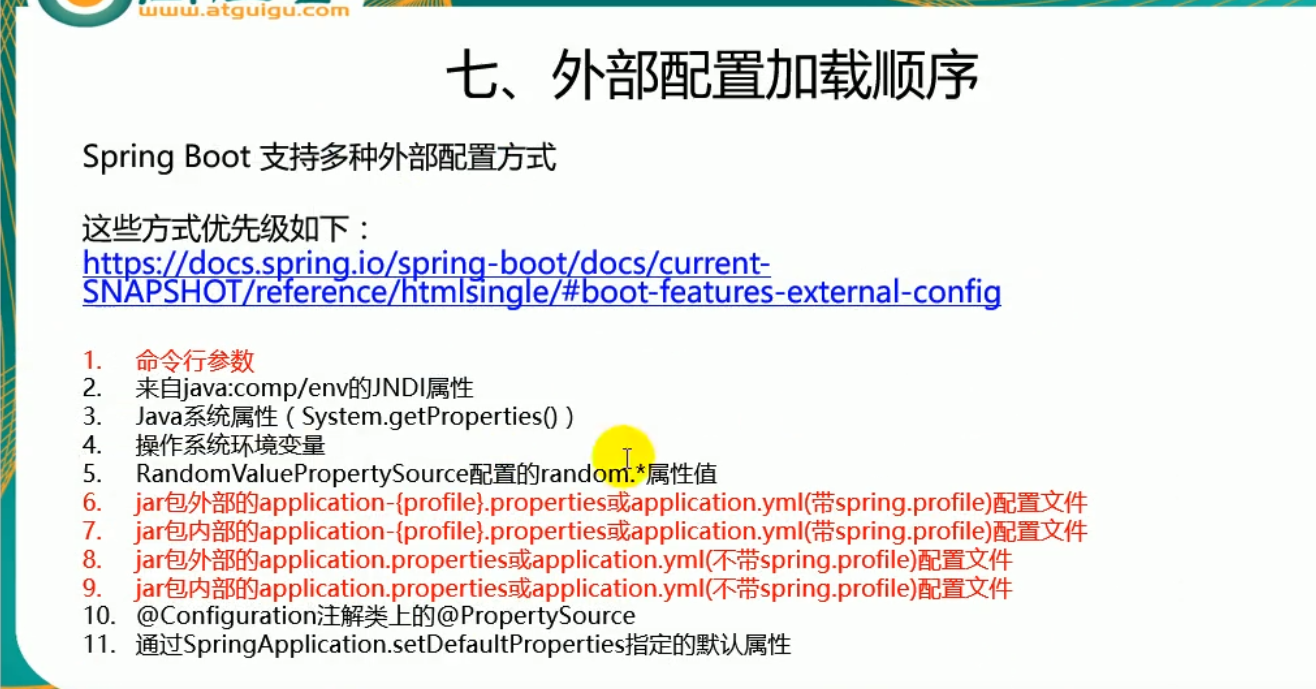 www.atguigu.com
七、外部配置加载顺序
Spring Boot 支持多种外部配置方式
这些方式优先级如下：
https://docs.spring.io/spring-boot/docs/current-
SNAPSHOT/reference/htmlsingle/#boot-features-external-config
1. 命令行参数
2. 来自java:comp/env的JNDI属性
3. Java系统属性（System.getProperties()）
4. 操作系统环境变量
5. RandomValuePropertySource配置的random.*属性值
6. jar包外部的application-{profile}.properties或application.yml(带spring.profile)配置文件
7. jar包内部的application-{profile}.properties或application.yml(带spring.profile)配置文件
8. jar包外部的application.properties或application.yml(不带spring.profile)配置文件
9. jar包内部的application.properties或application.yml(不带spring.profile)配置文件
10. @Configuration注解类上的@PropertySource
11. 通过SpringApplication.setDefaultProperties指定的默认属性